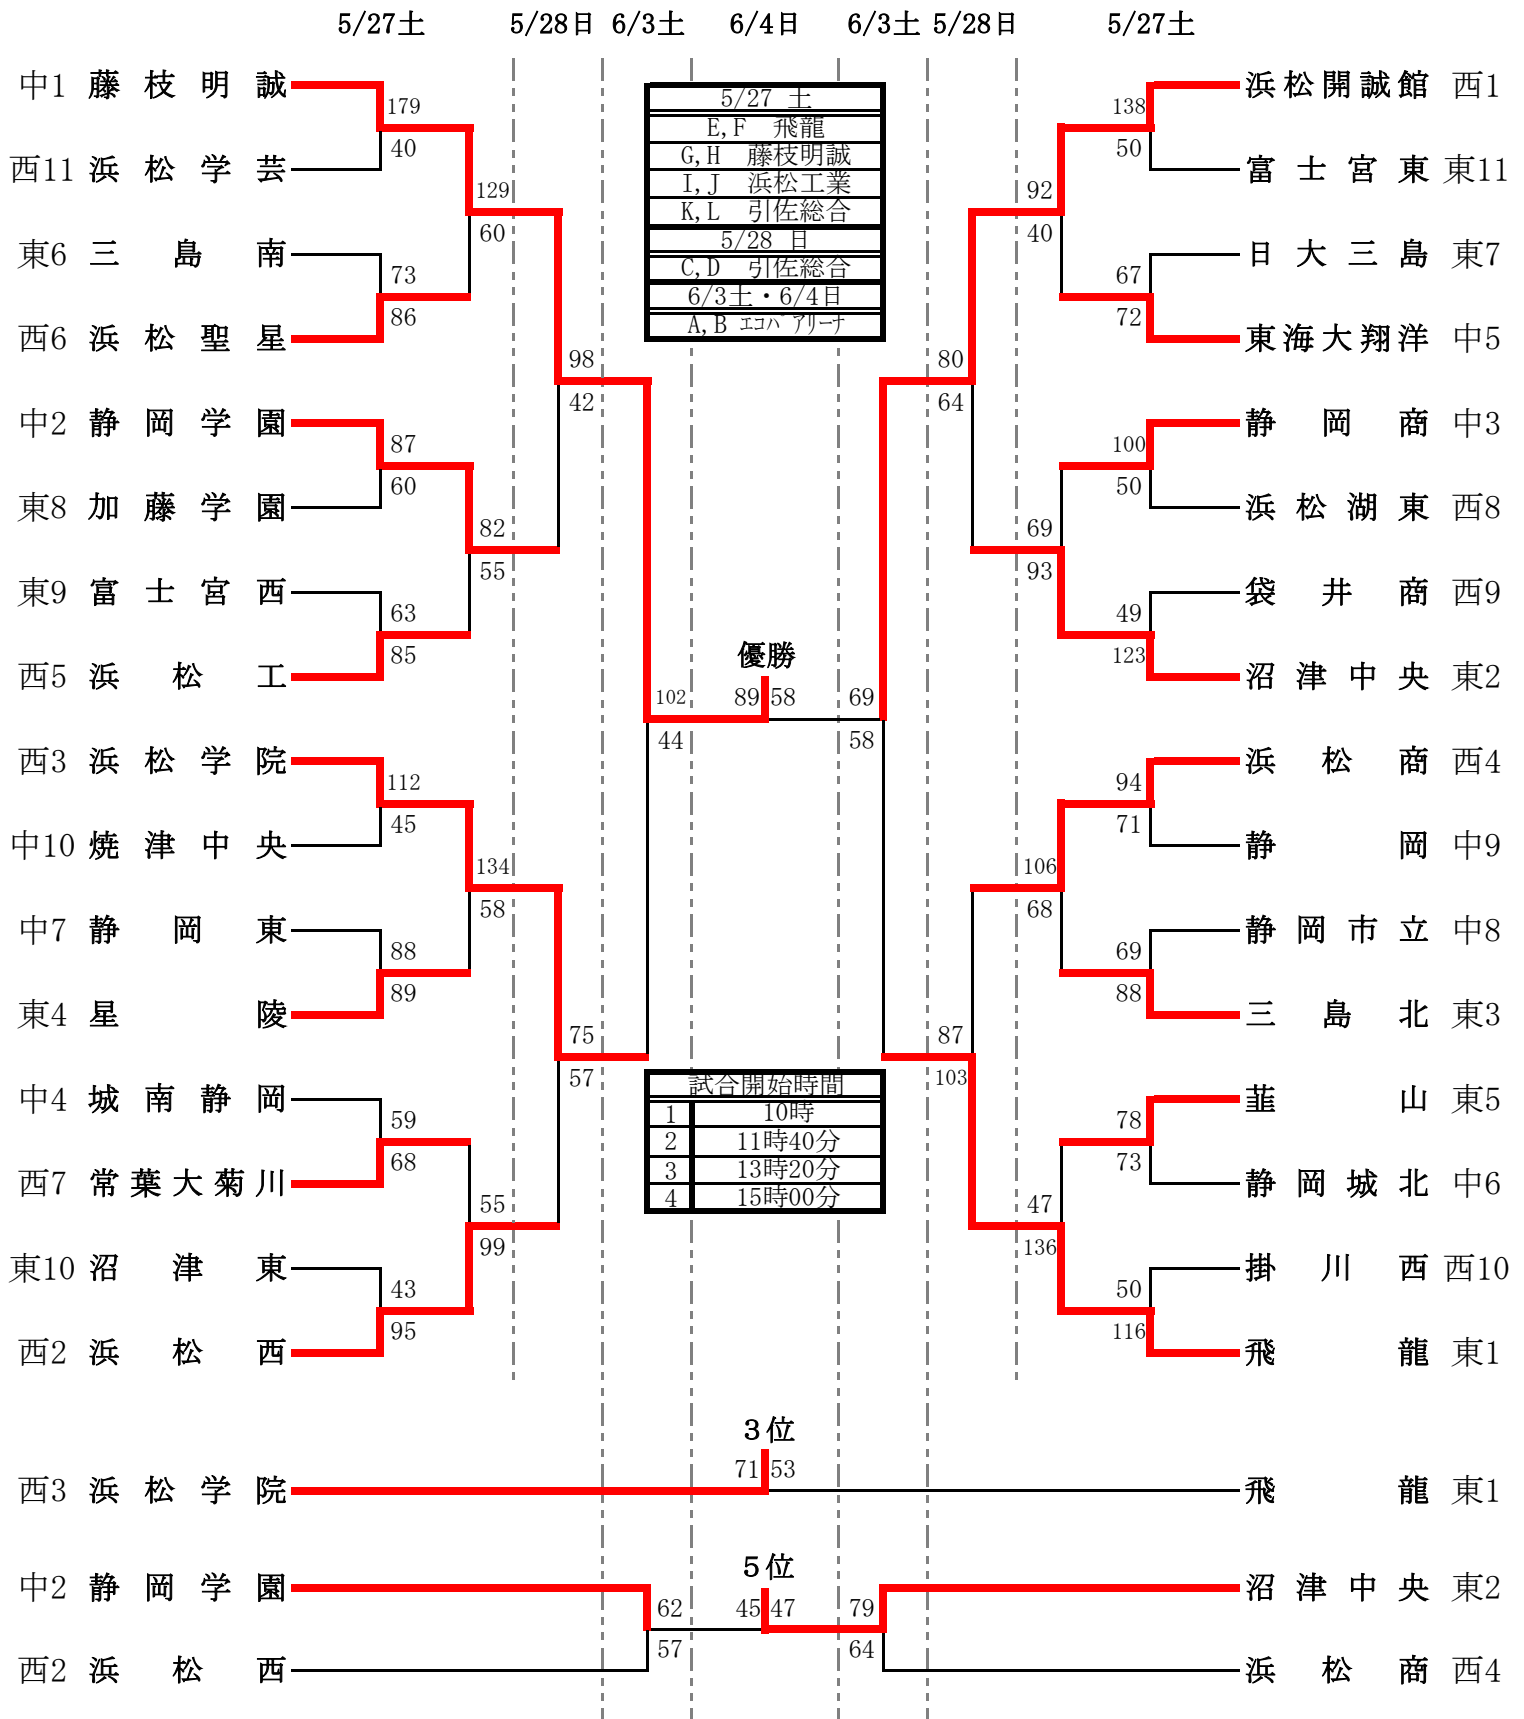 5/27土 5/28日 6/3土 6/4日 6/3土 5/28日 5/27土
中1 藤枝明誠
179
40
西11 浜松学芸
129
60
東6 三島南
73
86
西6 浜松聖星
98
42
中2 静岡学園
87
60
東8 加藤学園
82
55
東9 富士宮西
63
85
西5 浜松工
102
44
西3 浜松学院
112
45
中10 焼津中央
134
58
中7 静岡東
88
89
東4 星陵
75
57
中4 城南静岡
59
68
西7 常葉大菊川
55
99
東10 沼津東
43
95
西2 浜松西
5/27 土
E,F 飛龍
G,H 藤枝明誠
I,J 浜松工業
K,L 引佐総合
5/28 日
C,D 引佐総合
6/3土・6/4日
A,B エコパアリーナ
優勝
89 58
試合開始時間
1 10時
2 11時40分
3 13時20分
4 15時00分
浜松開誠館 西1
138
50
富士宮東 東11
92
40
日大三島 東7
67
72
東海大翔洋 中5
80
64
静岡商 中3
100
50
浜松湖東 西8
69
93
袋井商 西9
49
123
沼津中央 東2
69
58
浜松商 西4
94
71
静岡 中9
106
68
静岡市立 中8
69
88
三島北 東3
87
103
韮山 東5
78
73
静岡城北 中6
47
136
掛川西 西10
50
116
飛龍 東1
3位
71 53
西3 浜松学院 飛龍 東1
5位
中2 静岡学園 沼津中央 東2
62 45 47 79
57 64
西2 浜松西 浜松商 西4